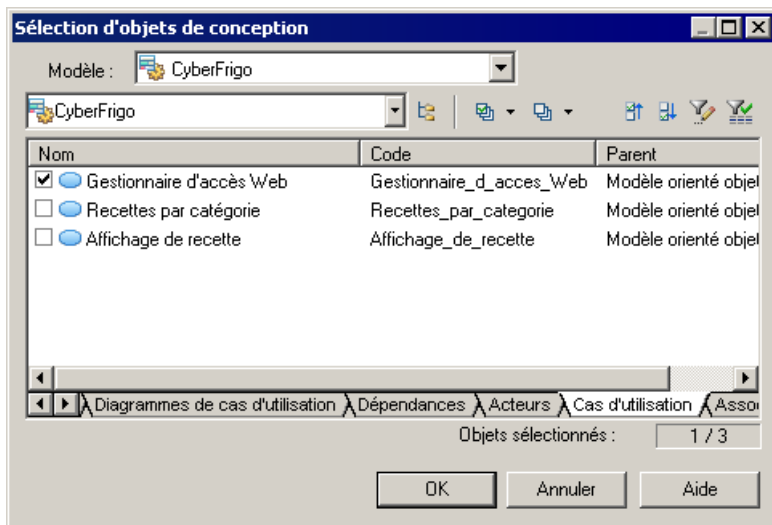 Sélection d'objets de conception
Modèle : CyberFrigo
CyberFrigo
Nom Code Parent
Gestionnaire d'accès Web Gestionnaire_d_acces_Web Modèle orienté objet
Recettes par catégorie Recettes_par_categorie Modèle orienté objet
Affichage de recette Affichage_de_recette Modèle orienté objet
Diagrammes de cas d'utilisation Dépendances Acteurs Cas d'utilisation Asso
Objets sélectionnés : 1 / 3
OK Annuler Aide